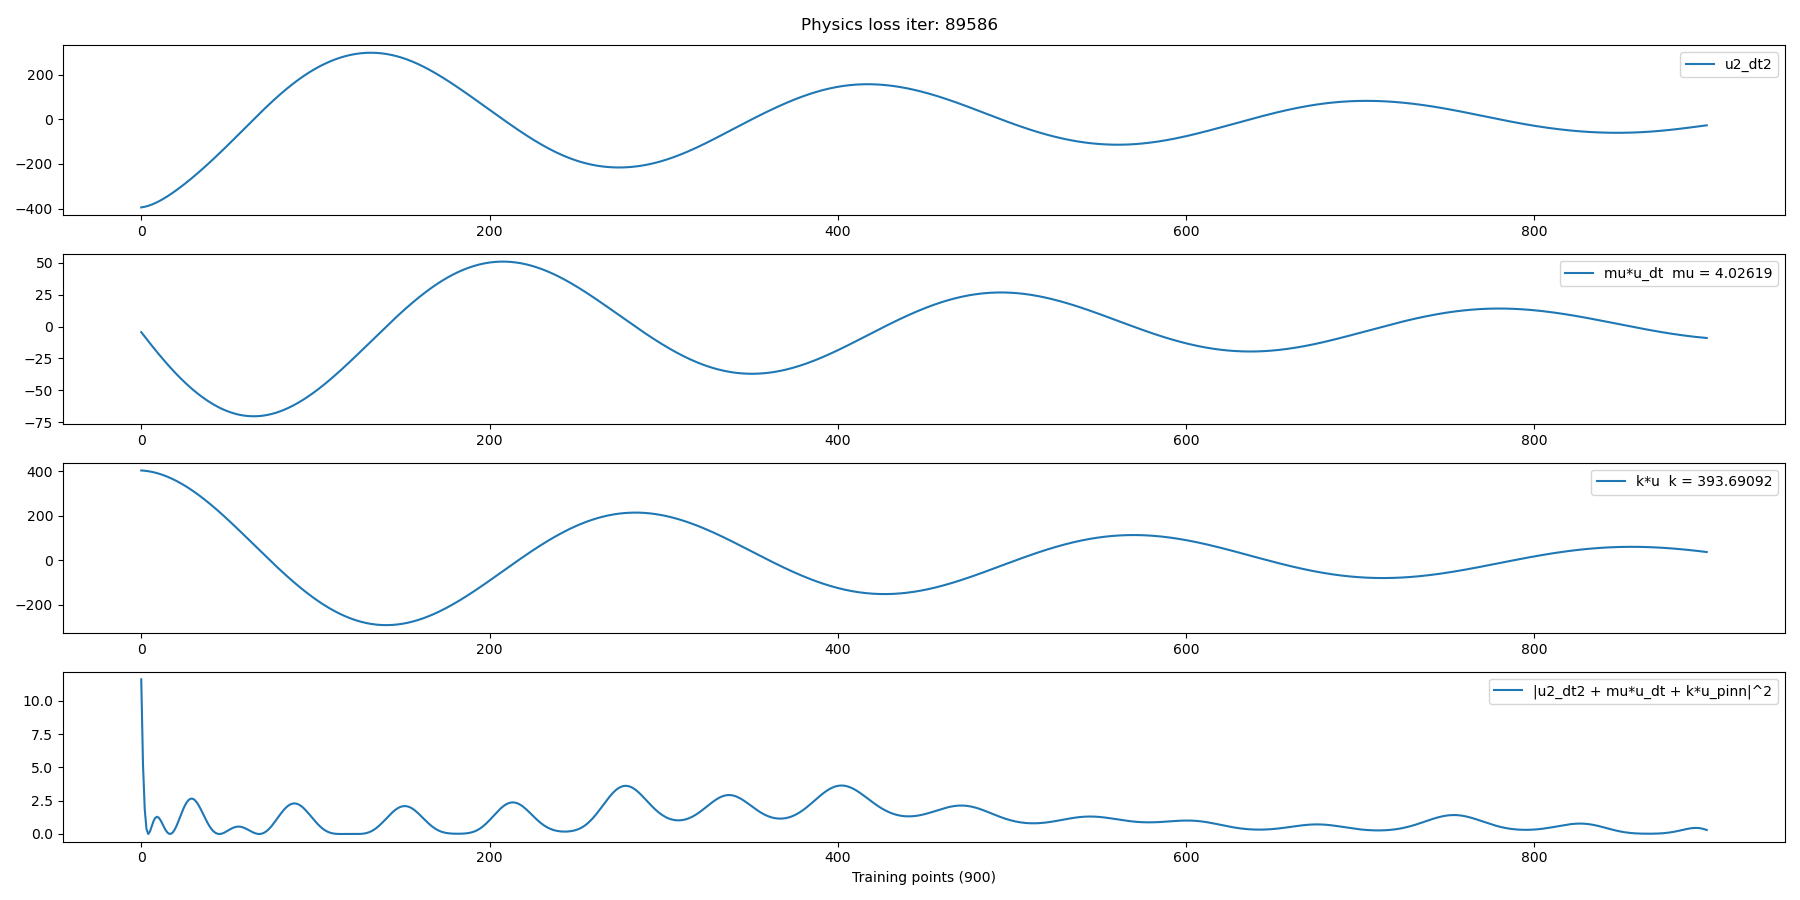 Physics loss iter: 89586
u2_dt2
200
0
−200
−400
0 200 400 600 800
mu*u_dt mu = 4.02619
50
25
0
−25
−50
−75
0 200 400 600 800
k*u k = 393.69092
400
200
0
−200
0 200 400 600 800
|u2_dt2 + mu*u_dt + k*u_pinn|^2
10.0
7.5
5.0
2.5
0.0
0 200 400 600 800
Training points (900)